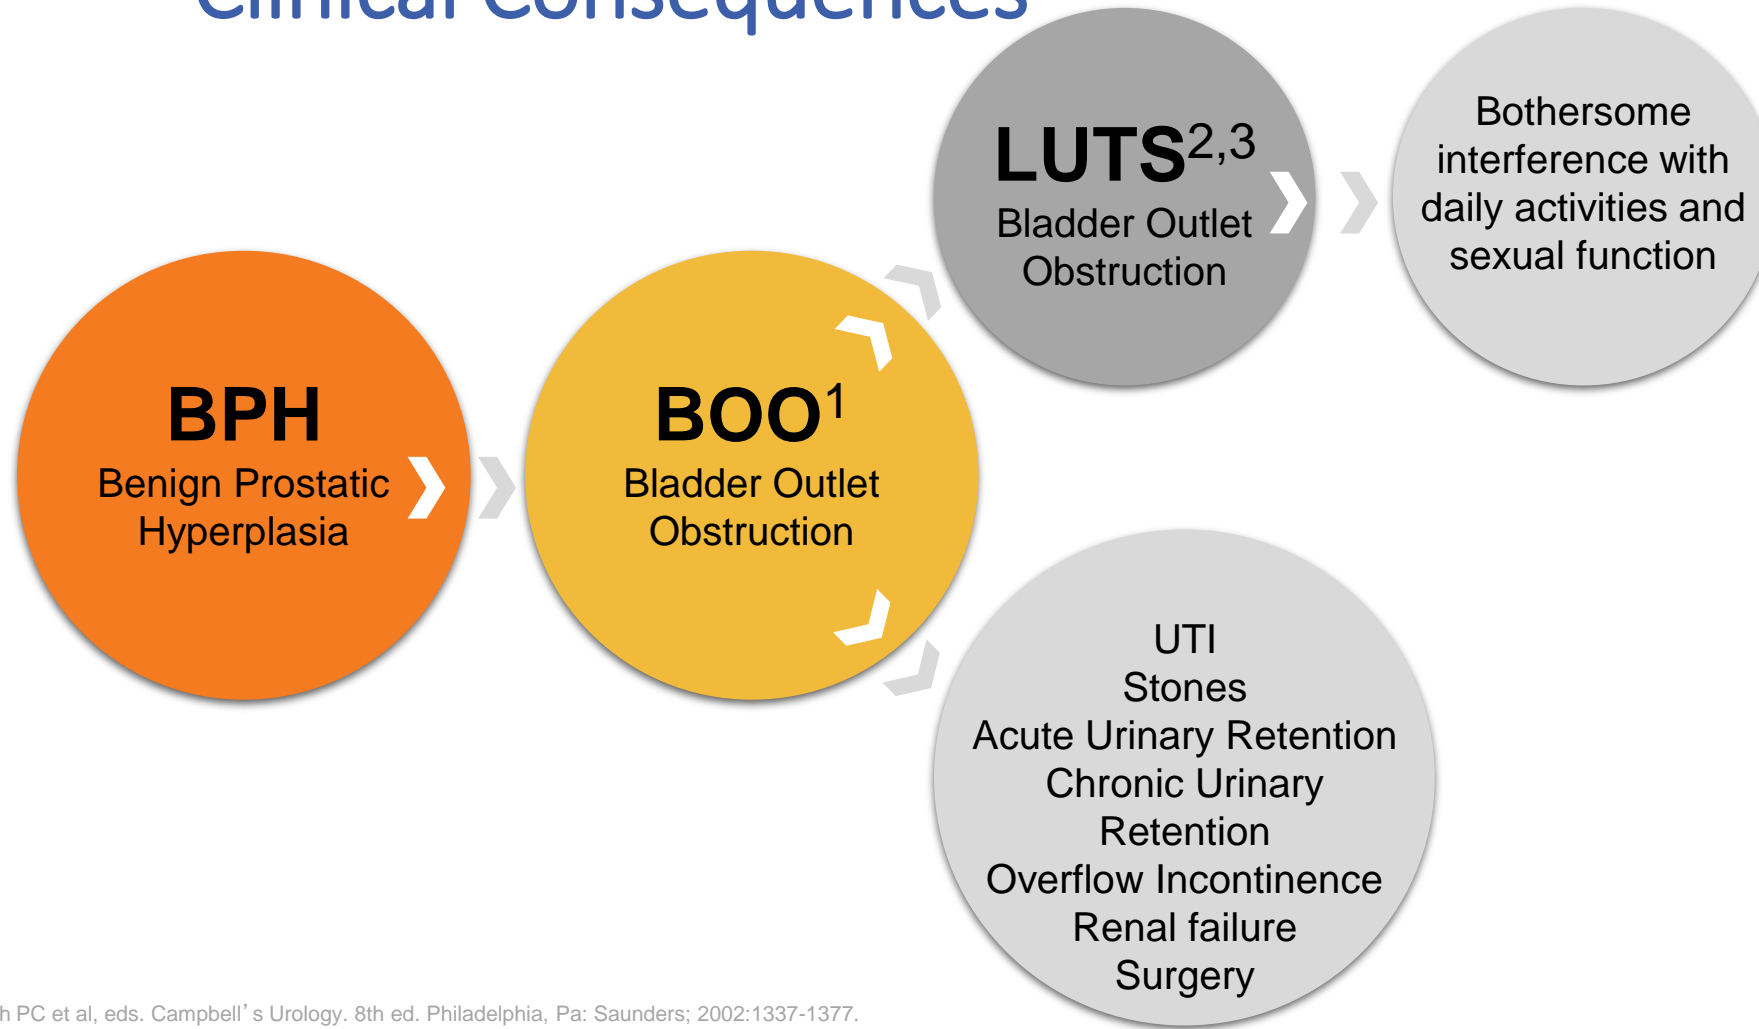 Clinical Consequences
BPH
Benign Prostatic
Hyperplasia
BOO1
Bladder Outlet
Obstruction
LUTS2,3
Bladder Outlet
Obstruction
Bothersome
interference with
daily activities and
sexual function
UTI
Stones
Acute Urinary Retention
Chronic Urinary
Retention
Overflow Incontinence
Renal failure
Surgery
h PC et al, eds. Campbell’s Urology. 8th ed. Philadelphia, Pa: Saunders; 2002:1337-1377.